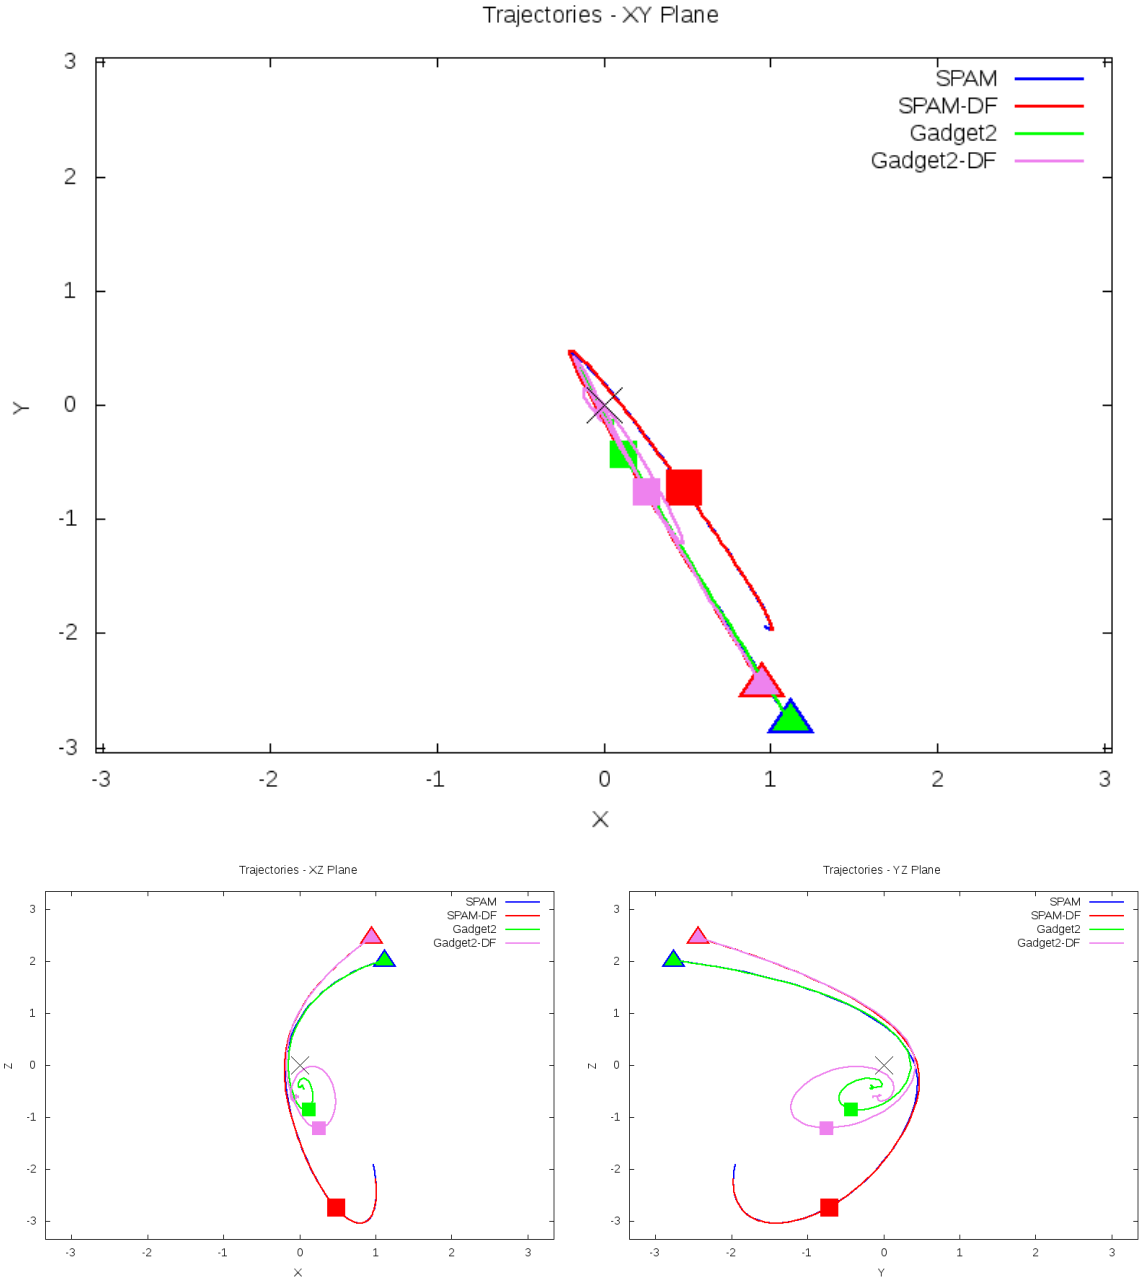 Trajectories - XY Plane
3
2
1
0
-1
-2
-3
Y
SPAM
SPAM-DF
Gadget2
Gadget2-DF
-3 -2 -1 0 1 2 3
X
Trajectories - XZ Plane
3
2
1
0
-1
-2
-3
Z
SPAM
SPAM-DF
Gadget2
Gadget2-DF
-3 -2 -1 0 1 2 3
X
Trajectories - YZ Plane
3
2
1
0
-1
-2
-3
Z
SPAM
SPAM-DF
Gadget2
Gadget2-DF
-3 -2 -1 0 1 2 3
Y